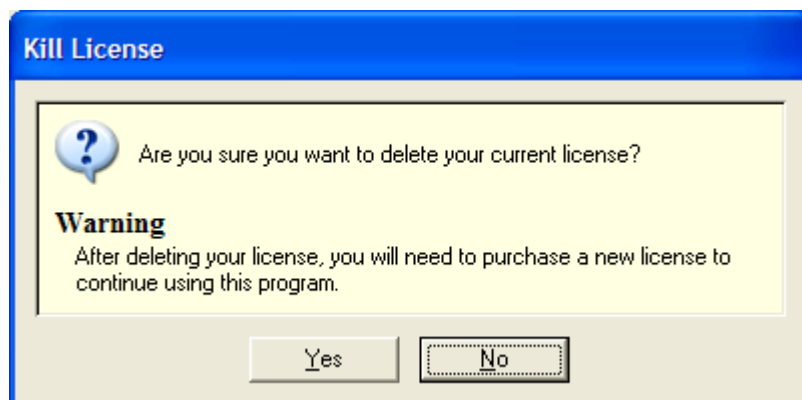 Kill License
Are you sure you want to delete your current license?
Warning
After deleting your license, you will need to purchase a new license to
continue using this program.
Yes No